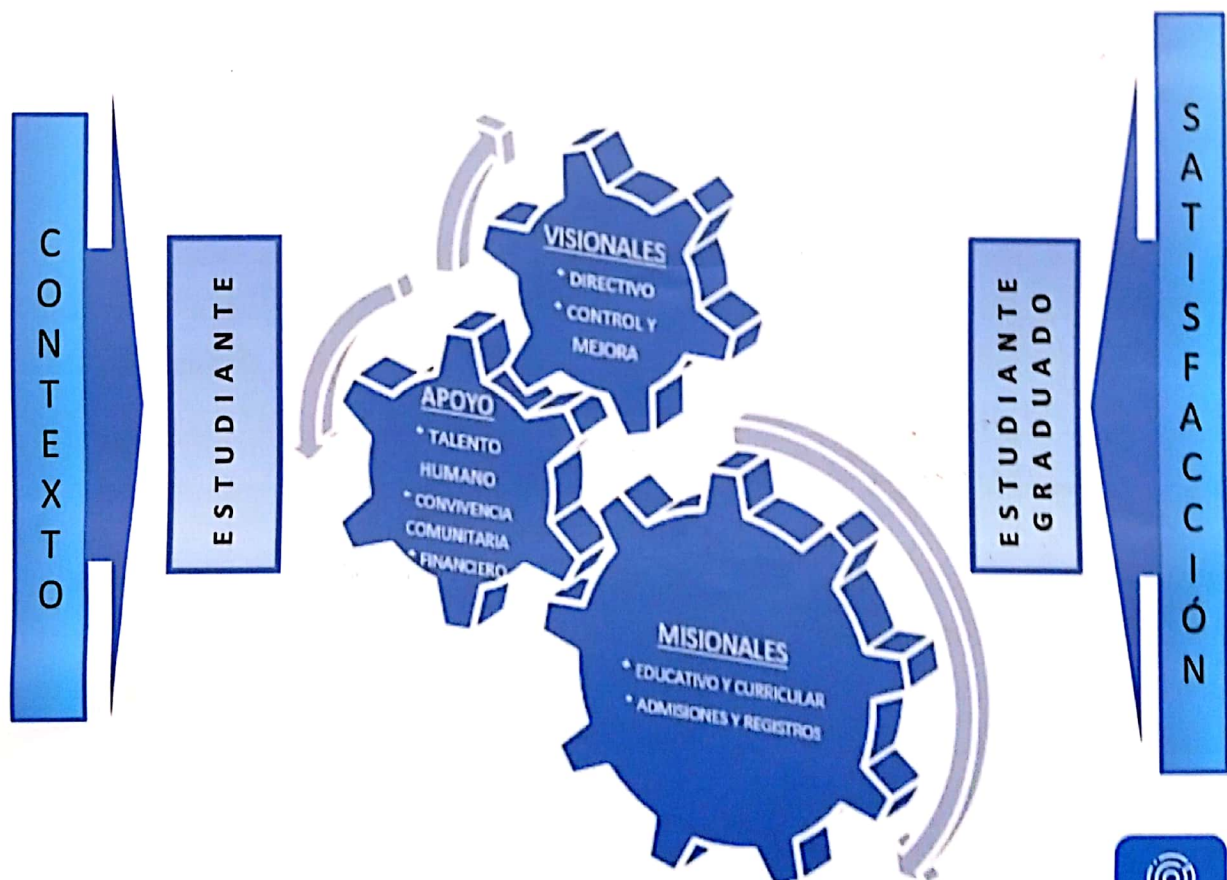 CONTEXTO
ESTUDIANTE
VISIONALES
* DIRECTIVO
* CONTROL Y
MEJORA
APOYO
* TALENTO
HUMANO
* CONVIVENCIA
COMUNITARIA
* FINANCIERO
MISIONALES
* EDUCATIVO Y CURRICULAR
* ADMISIONES Y REGISTROS
ESTUDIANTE
GRADUADO
SATISFACCIÓN